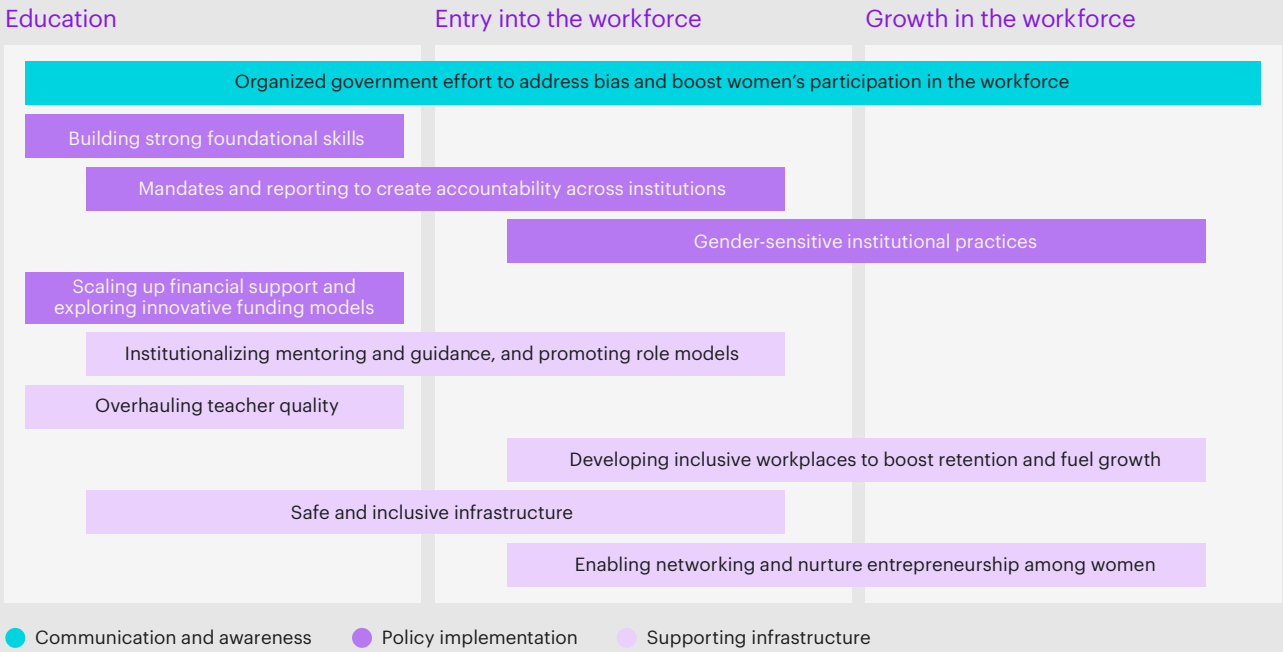 Education
Entry into the workforce
Growth in the workforce
Organized government effort to address bias and boost women’s participation in the workforce
Building strong foundational skills
Mandates and reporting to create accountability across institutions
Gender-sensitive institutional practices
Scaling up financial support and
exploring innovative funding models
Institutionalizing mentoring and guidance, and promoting role models
Overhauling teacher quality
Developing inclusive workplaces to boost retention and fuel growth
Safe and inclusive infrastructure
Enabling networking and nurture entrepreneurship among women
Communication and awareness
Policy implementation
Supporting infrastructure